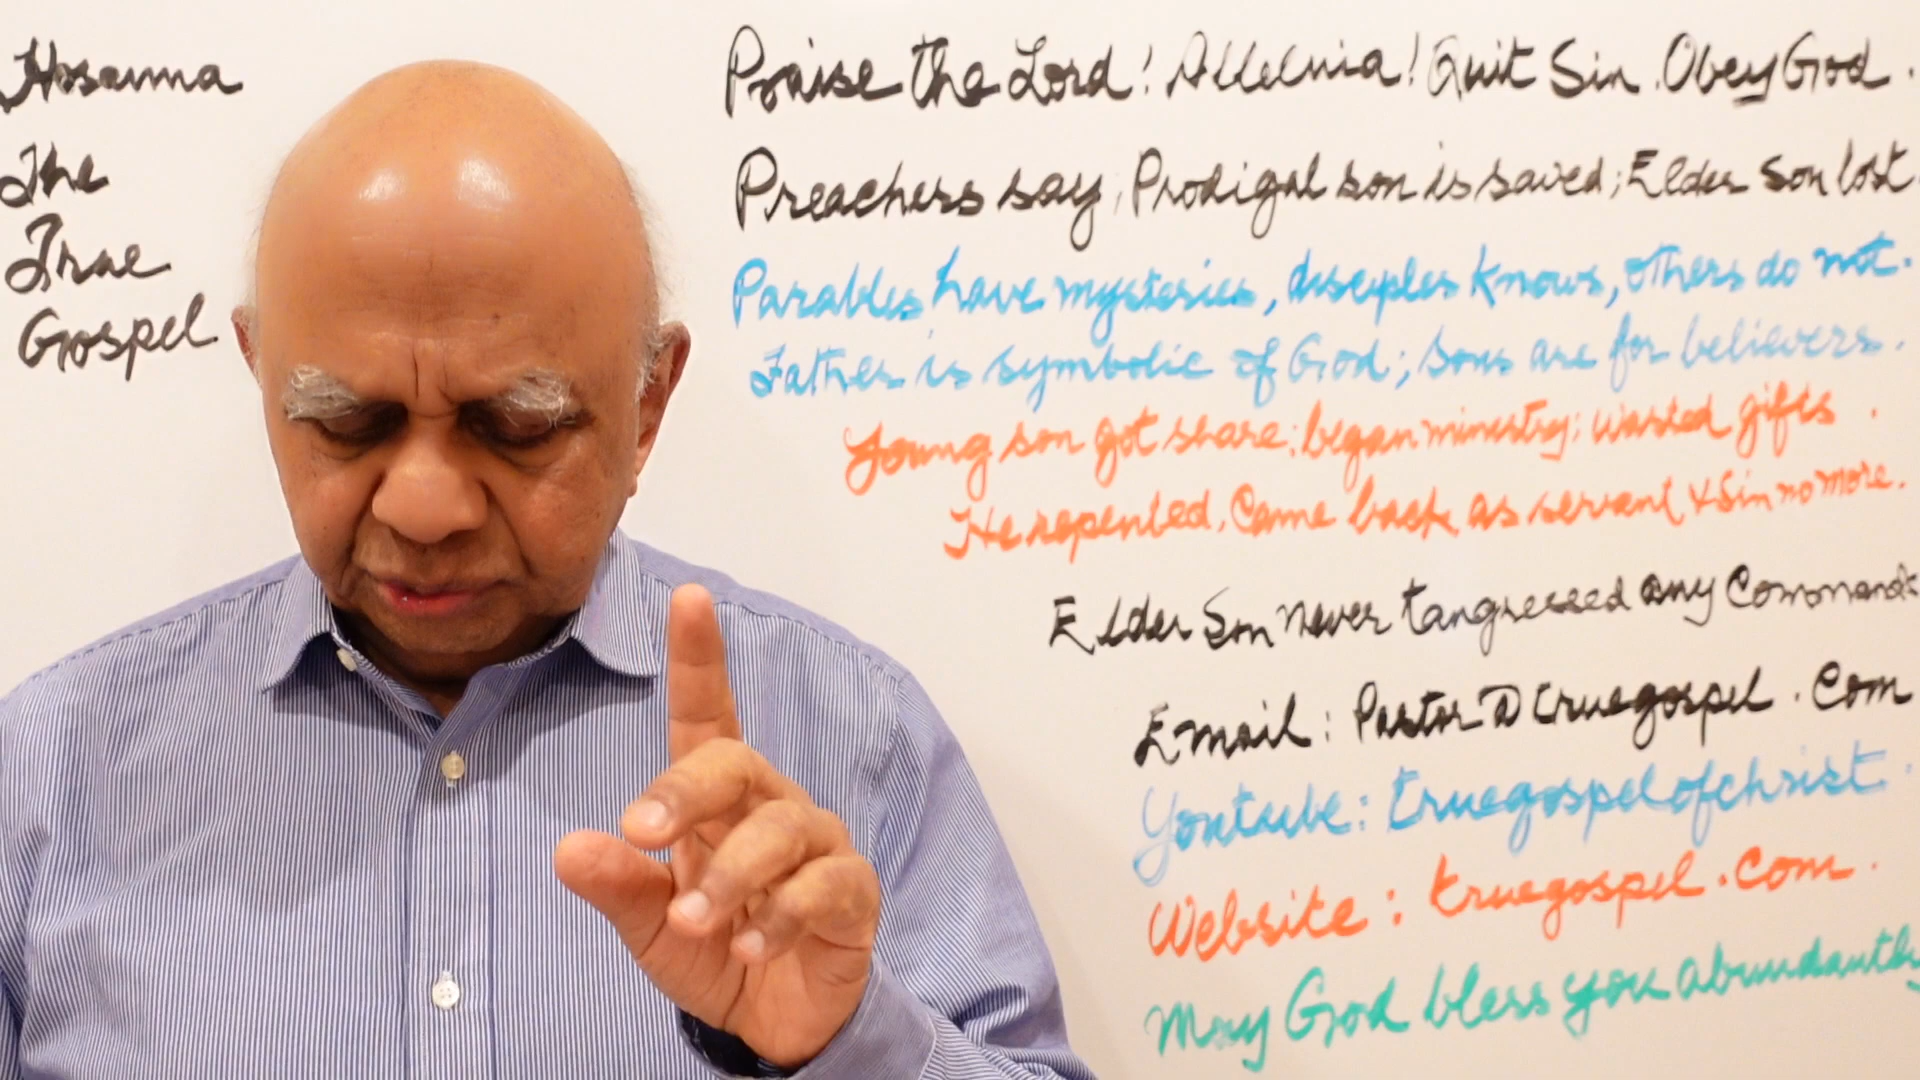 Hosanna
The
True
Gospel
Praise the Lord! Alleluia! Quit Sin. Obey God.
Preachers say, Prodigal son is saved; Elder Son lost.
Parables have mysteries, disciples knows, others do not.
Father is symbolic of God; Sons are for believers.
Young son got share; began ministry; wasted gifts.
He repented, Came back as servant & Sin no more.
Elder Son never tangressed any Commands
Email: Pastor@truegospel.com
Youtube: truegospelofchrist.
Website: truegospel.com.
May God bless you abundantly